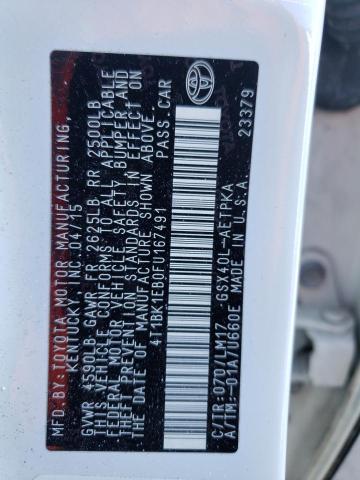 MFD. BY: TOYOTA MOTOR MANUFACTURING,
KENTUCKY, INC. 04/15
GVWR 4590LB GAWR FR 2625LB RR 2500LB
THIS VEHICLE CONFORMS TO ALL APPLICABLE
FEDERAL MOTOR VEHICLE SAFETY, BUMPER, AND
THEFT PREVENTION STANDARDS IN EFFECT ON
THE DATE OF MANUFACTURE SHOWN ABOVE.
4T1BK1EB0FU167491 PASS. CAR
C/TR: 070/LM17 GSX40L-AETPKA
A/TM: -01A/U660E MADE IN U.S.A.
23379